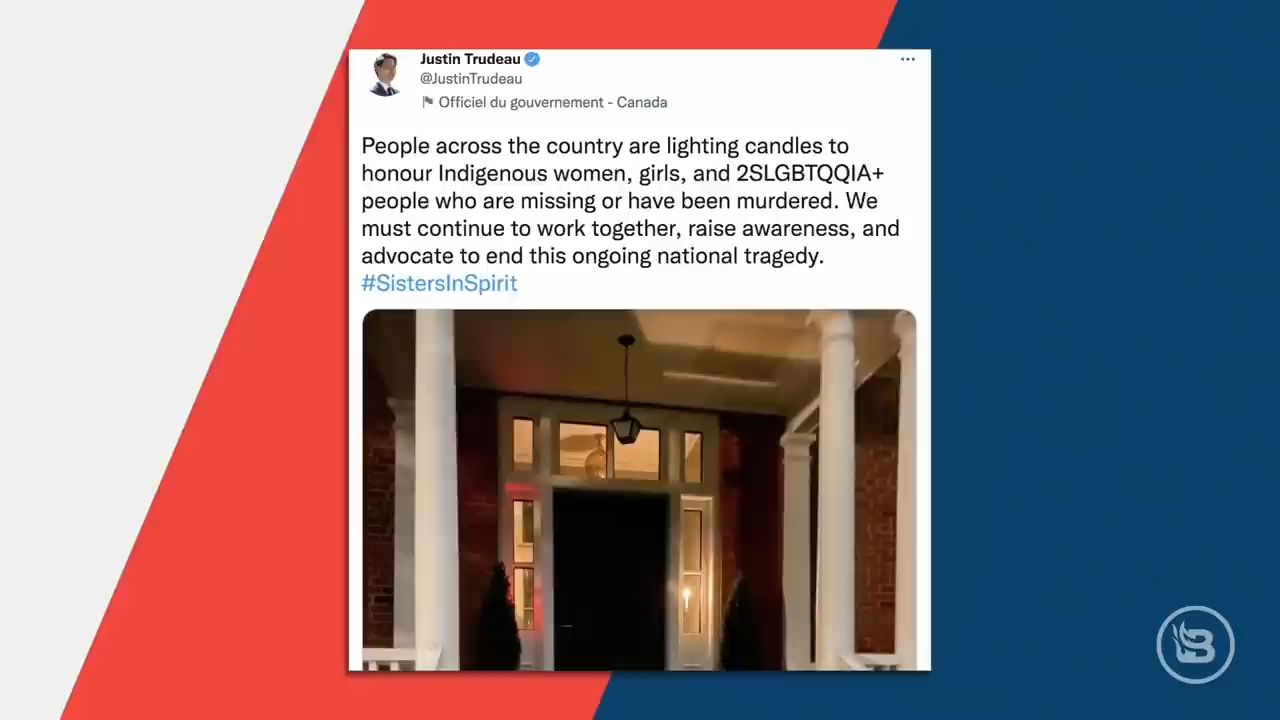 Justin Trudeau
@JustinTrudeau
Officiel du gouvernement - Canada
People across the country are lighting candles to
honour Indigenous women, girls, and 2SLGBTQQIA+
people who are missing or have been murdered. We
must continue to work together, raise awareness, and
advocate to end this ongoing national tragedy.
#SistersInSpirit
B